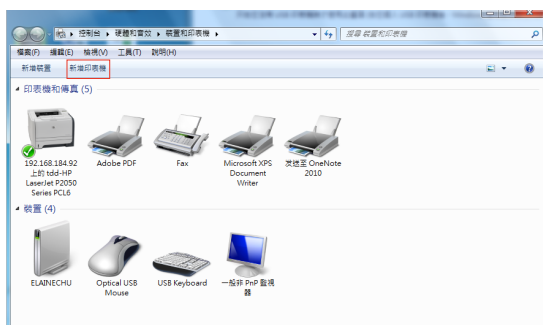 控制台 ▸ 硬體和音效 ▸ 裝置和印表機 ▸
搜尋 裝置和印表機
檔案(F) 編輯(E) 檢視(V) 工具(T) 說明(H)
新增裝置 新增印表機
印表機和傳真 (5)
192.168.184.92
上的 tdd-HP
LaserJet P2050
Series PCL6
Adobe PDF
Fax
Microsoft XPS
Document
Writer
发送至 OneNote
2010
裝置 (4)
ELAINECHU
Optical USB
Mouse
USB Keyboard
一般非 PnP 監視
器